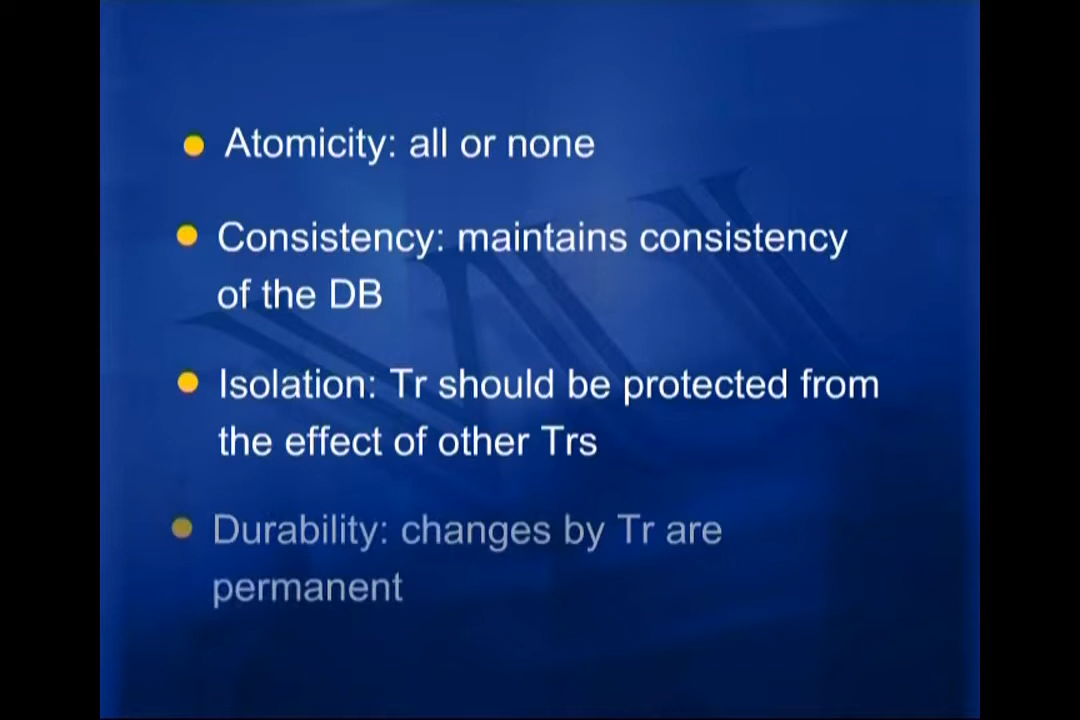 Atomicity: all or none
Consistency: maintains consistency
of the DB
Isolation: Tr should be protected from
the effect of other Trs
Durability: changes by Tr are
permanent